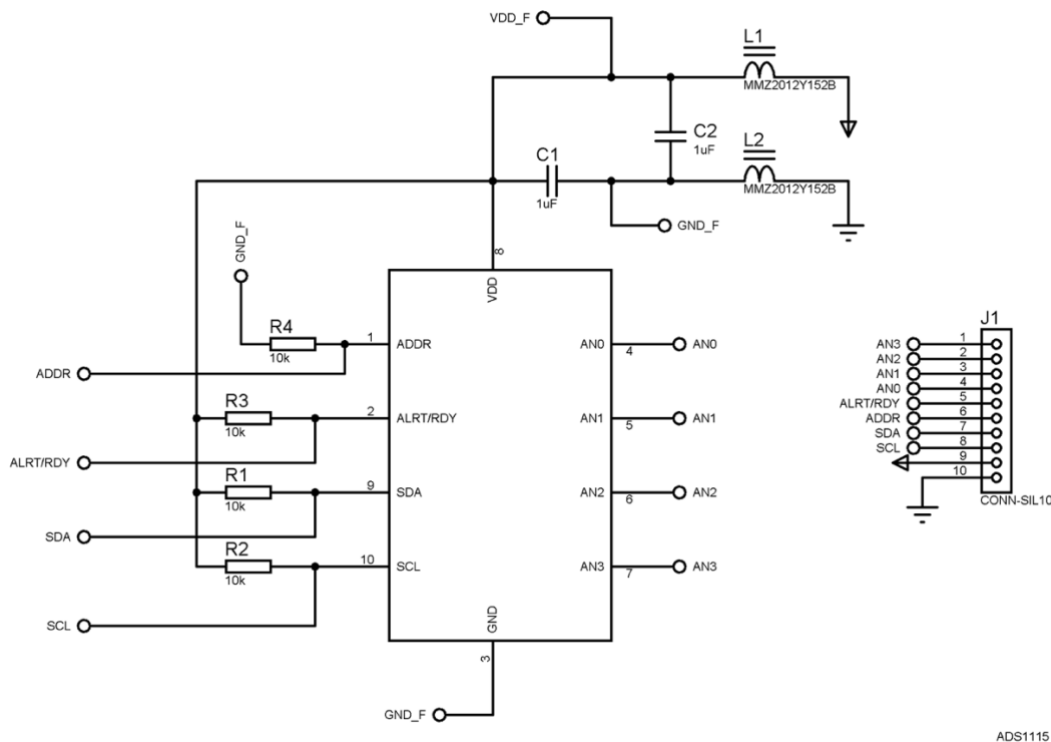 VDD_F
L1
MMZ2012Y152B
C2
1uF
L2
MMZ2012Y152B
C1
1uF
GND_F
GND_F
8
VDD
R4
10k
1
ADDR
ADDR
R3
10k
2
ALRT/RDY
ALRT/RDY
R1
10k
9
SDA
SDA
R2
10k
10
SCL
SCL
AN0
4
AN0
AN1
5
AN1
AN2
6
AN2
AN3
7
AN3
GND
3
GND_F
J1
AN3 1
AN2 2
AN1 3
AN0 4
ALRT/RDY 5
ADDR 6
SDA 7
SCL 8
9
10
CONN-SIL10
ADS1115